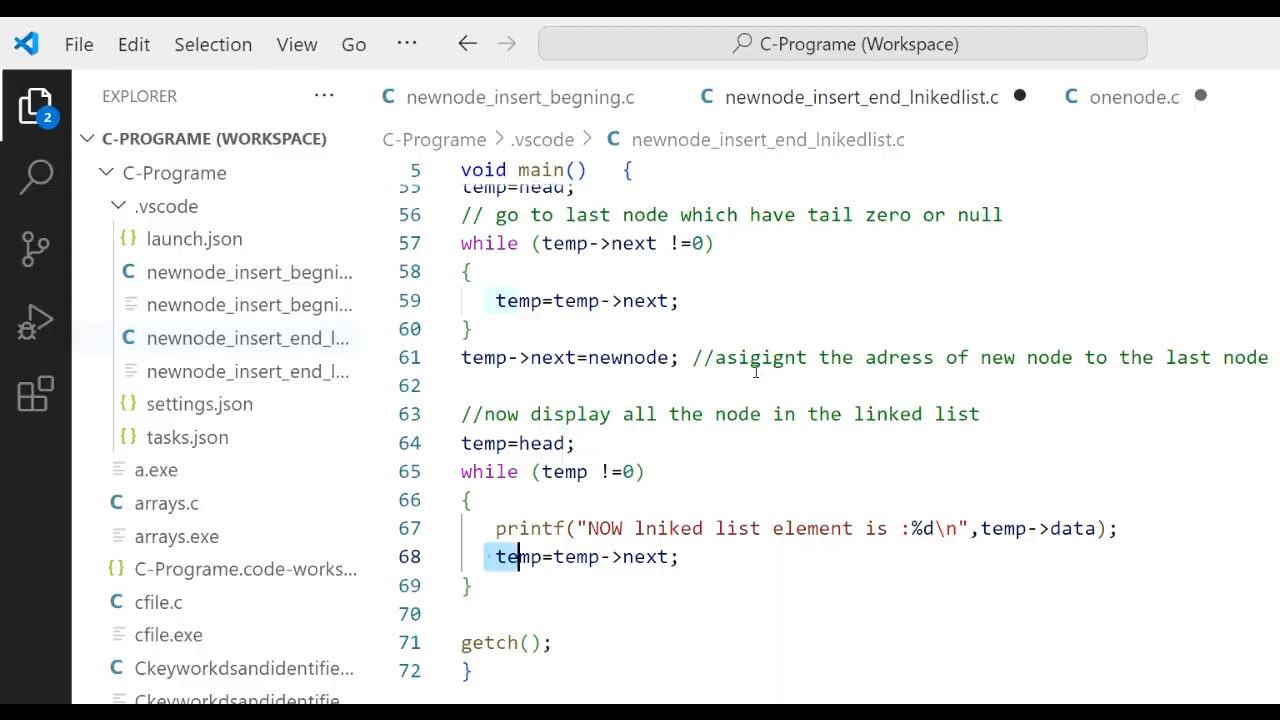 File Edit Selection View Go ··· C-Programe (Workspace)
EXPLORER ···
newnode_insert_begning.c newnode_insert_end_lnikedlist.c onenode.c
2
C-PROGRAME (WORKSPACE)
C-Programe > .vscode > C newnode_insert_end_lnikedlist.c
C-Programe
.vscode
{} launch.json
C newnode_insert_begni...
newnode_insert_begni...
C newnode_insert_end_l...
newnode_insert_end_l...
{} settings.json
{} tasks.json
a.exe
C arrays.c
arrays.exe
{} C-Programe.code-works...
C cfile.c
cfile.exe
C Ckeyworkdsandidentifie...
Ckeyworkdsandidentifie
5 void main() {
55 temp=head;
56 // go to last node which have tail zero or null
57 while (temp->next !=0)
58 {
59 temp=temp->next;
60 }
61 temp->next=newnode; //asigignt the adress of new node to the last node
62
63 //now display all the node in the linked list
64 temp=head;
65 while (temp !=0)
66 {
67 printf("NOW lniked list element is :%d\n",temp->data);
68 temp=temp->next;
69 }
70
71 getch();
72 }